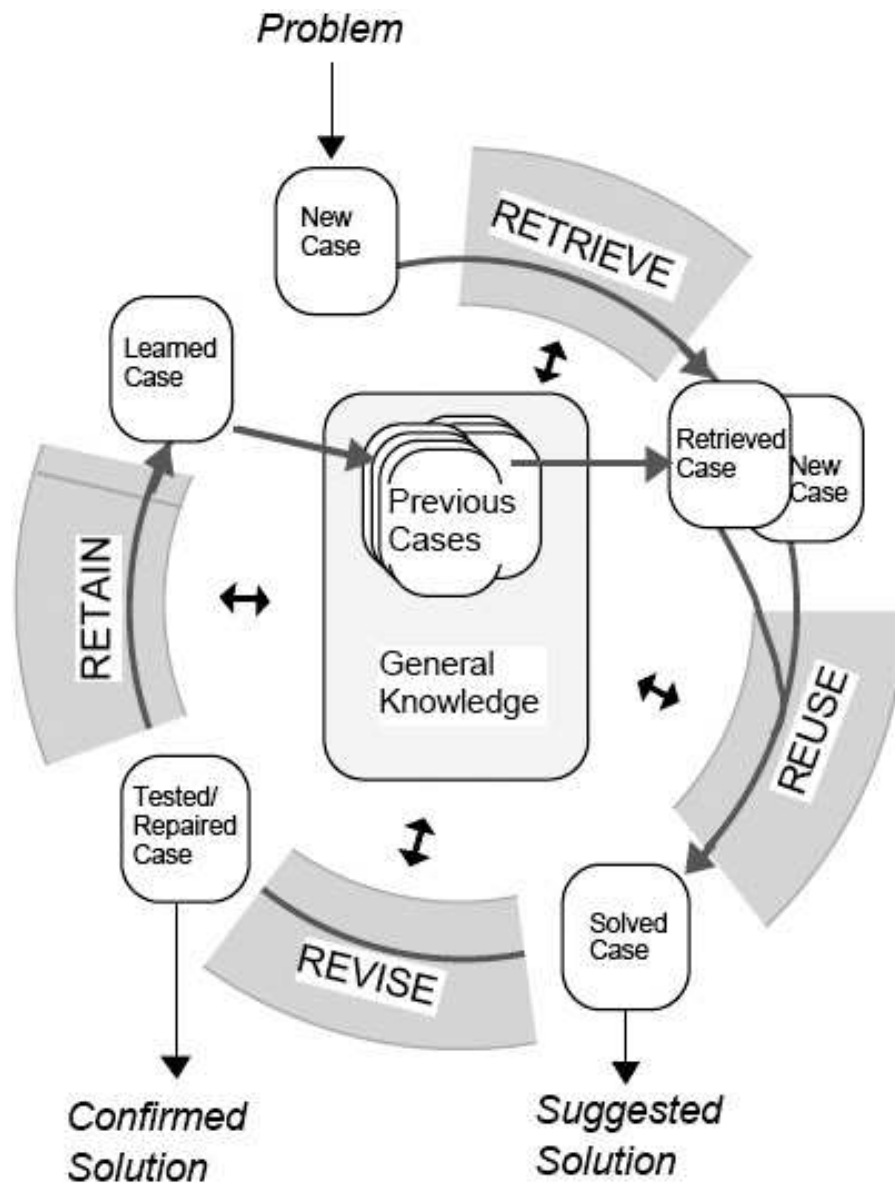 Problem
New
Case
RETRIEVE
Learned
Case
Retrieved
Case
New
Case
Previous
Cases
General
Knowledge
RETAIN
REUSE
Tested/
Repaired
Case
REVISE
Solved
Case
Confirmed
Solution
Suggested
Solution